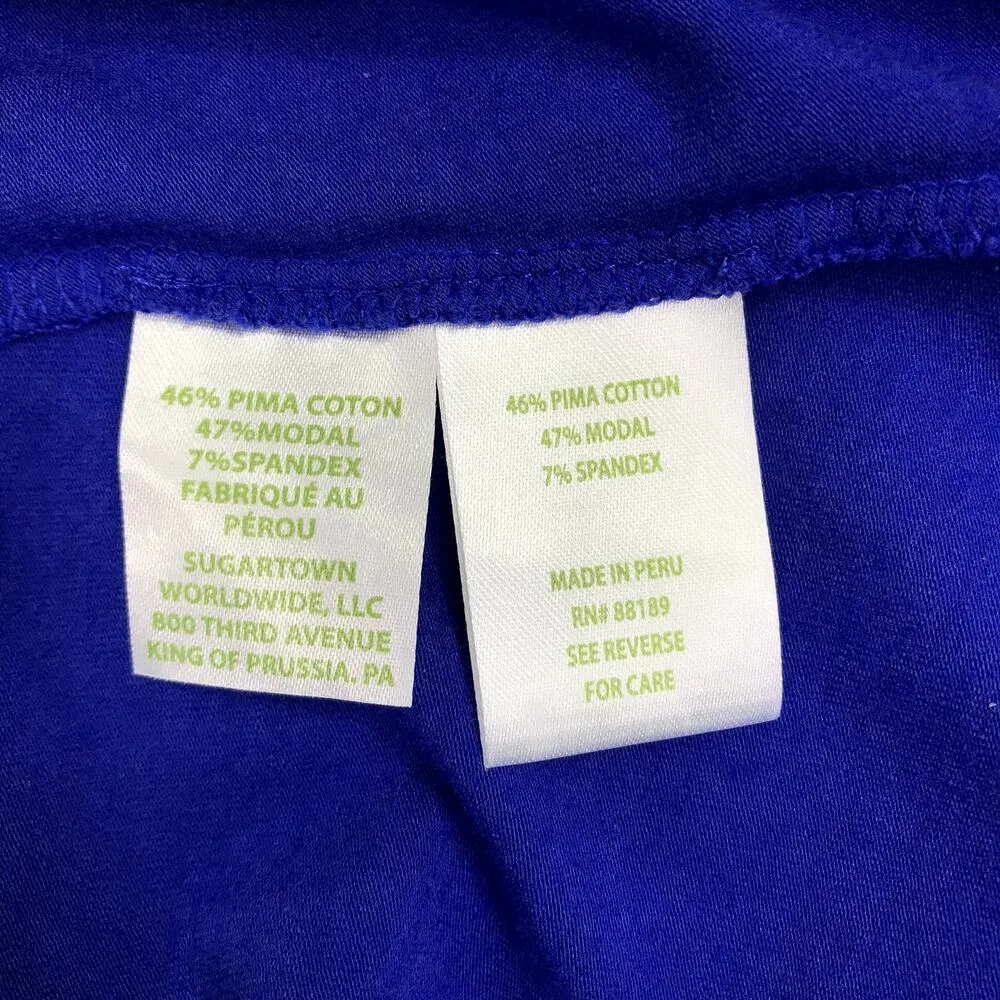 46% PIMA COTON
47%MODAL
7%SPANDEX
FABRIQUÉ AU
PÉROU
SUGARTOWN
WORLDWIDE, LLC
800 THIRD AVENUE
KING OF PRUSSIA. PA
46% PIMA COTTON
47% MODAL
7% SPANDEX
MADE IN PERU
RN# 88189
SEE REVERSE
FOR CARE